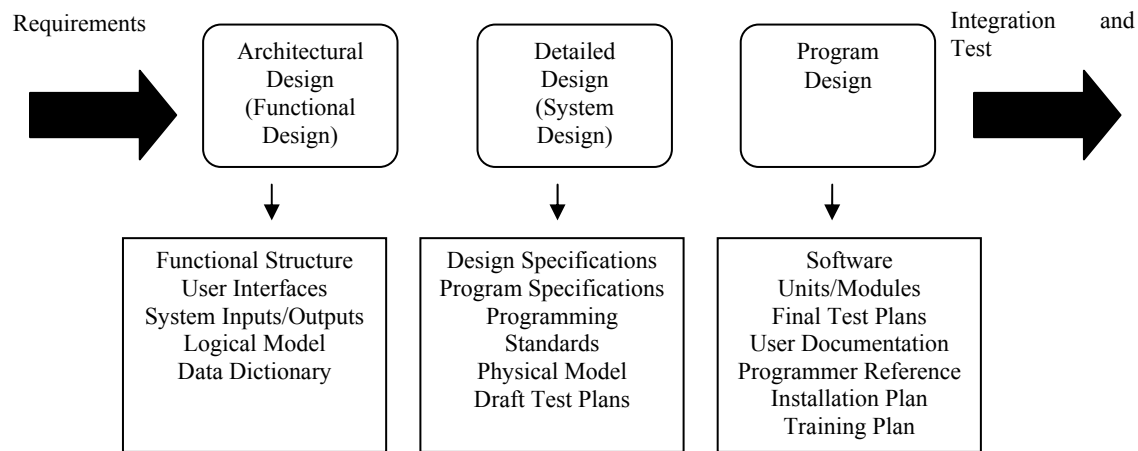 Requirements
Architectural
Design
(Functional
Design)
Detailed
Design
(System
Design)
Program
Design
Integration and
Test
Functional Structure
User Interfaces
System Inputs/Outputs
Logical Model
Data Dictionary
Design Specifications
Program Specifications
Programming
Standards
Physical Model
Draft Test Plans
Software
Units/Modules
Final Test Plans
User Documentation
Programmer Reference
Installation Plan
Training Plan